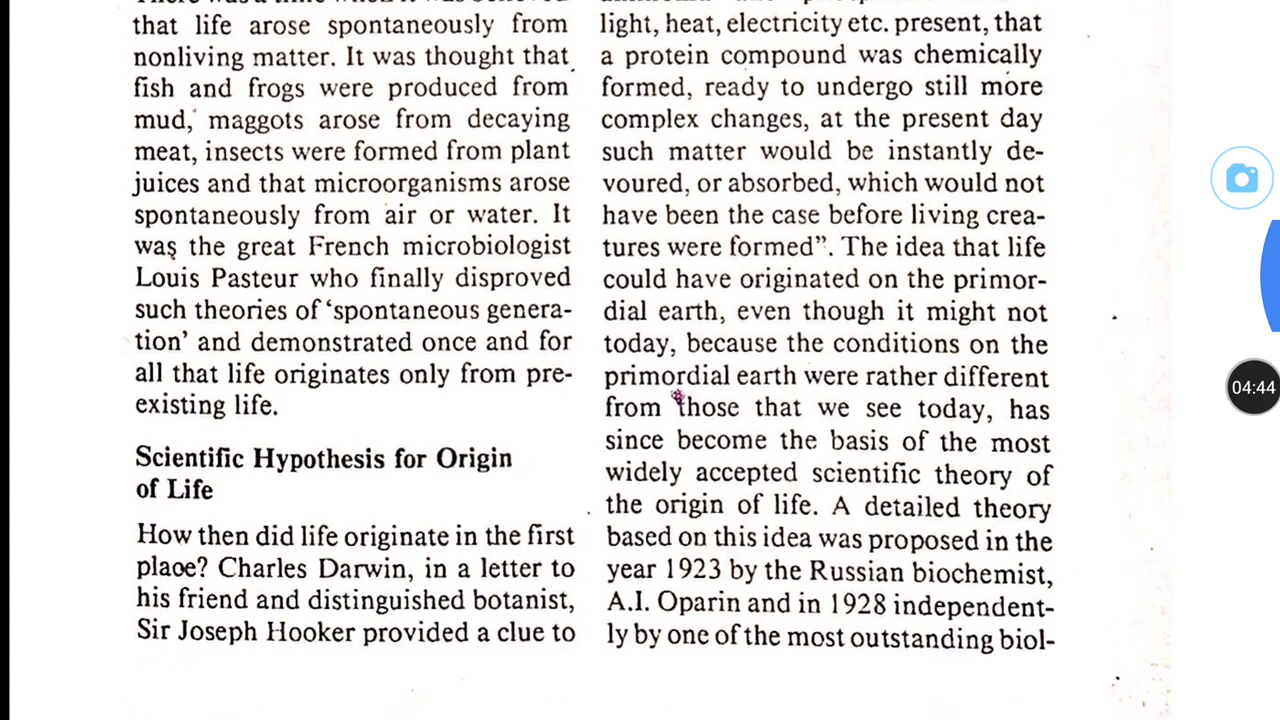 that life arose spontaneously from
nonliving matter. It was thought that
fish and frogs were produced from
mud, maggots arose from decaying
meat, insects were formed from plant
juices and that microorganisms arose
spontaneously from air or water. It
was the great French microbiologist
Louis Pasteur who finally disproved
such theories of ‘spontaneous genera-
tion’ and demonstrated once and for
all that life originates only from pre-
existing life.
Scientific Hypothesis for Origin
of Life
How then did life originate in the first
place? Charles Darwin, in a letter to
his friend and distinguished botanist,
Sir Joseph Hooker provided a clue to
light, heat, electricity etc. present, that
a protein compound was chemically
formed, ready to undergo still more
complex changes, at the present day
such matter would be instantly de-
voured, or absorbed, which would not
have been the case before living crea-
tures were formed”. The idea that life
could have originated on the primor-
dial earth, even though it might not
today, because the conditions on the
primordial earth were rather different
from those that we see today, has
since become the basis of the most
widely accepted scientific theory of
the origin of life. A detailed theory
based on this idea was proposed in the
year 1923 by the Russian biochemist,
A.I. Oparin and in 1928 independent-
ly by one of the most outstanding biol-
04:44